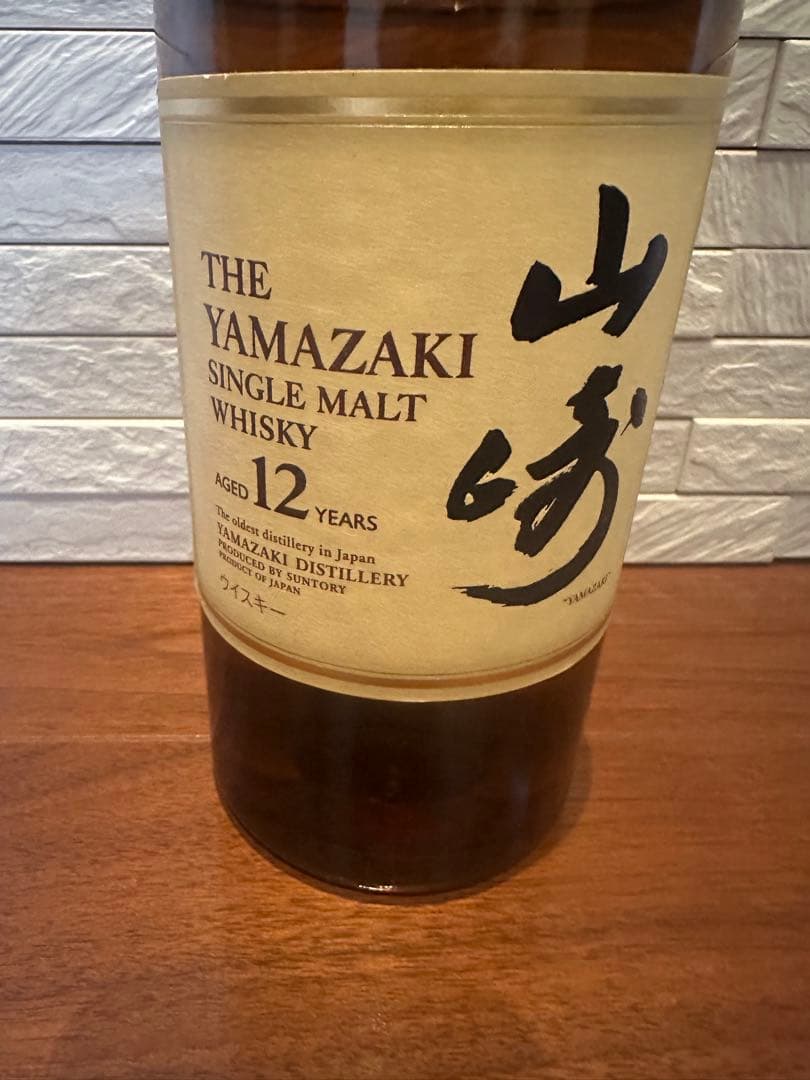 THE
YAMAZAKI
SINGLE MALT
WHISKY
AGED 12 YEARS
The oldest distillery in Japan
YAMAZAKI DISTILLERY
PRODUCED BY SUNTORY
PRODUCT OF JAPAN
ウイスキー
山崎
"YAMAZAKI"